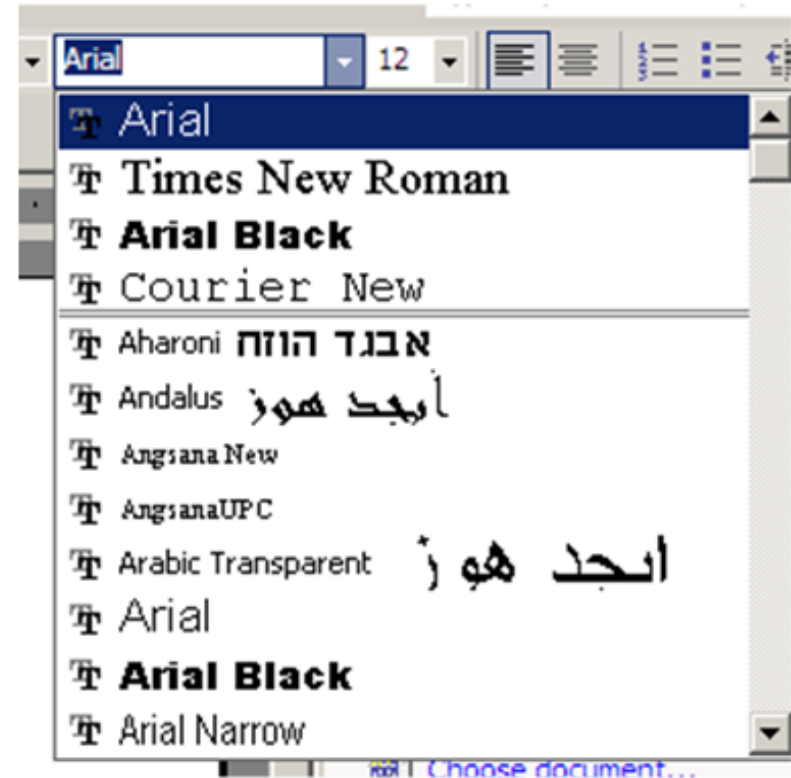 Arial 12
Arial
Times New Roman
Arial Black
Courier New
Aharoni אבגד הוזח
Andalus أبجد هوز
Angsana New
AngsanaUPC
Arabic Transparent ابجد هوز
Arial
Arial Black
Arial Narrow
Choose document...